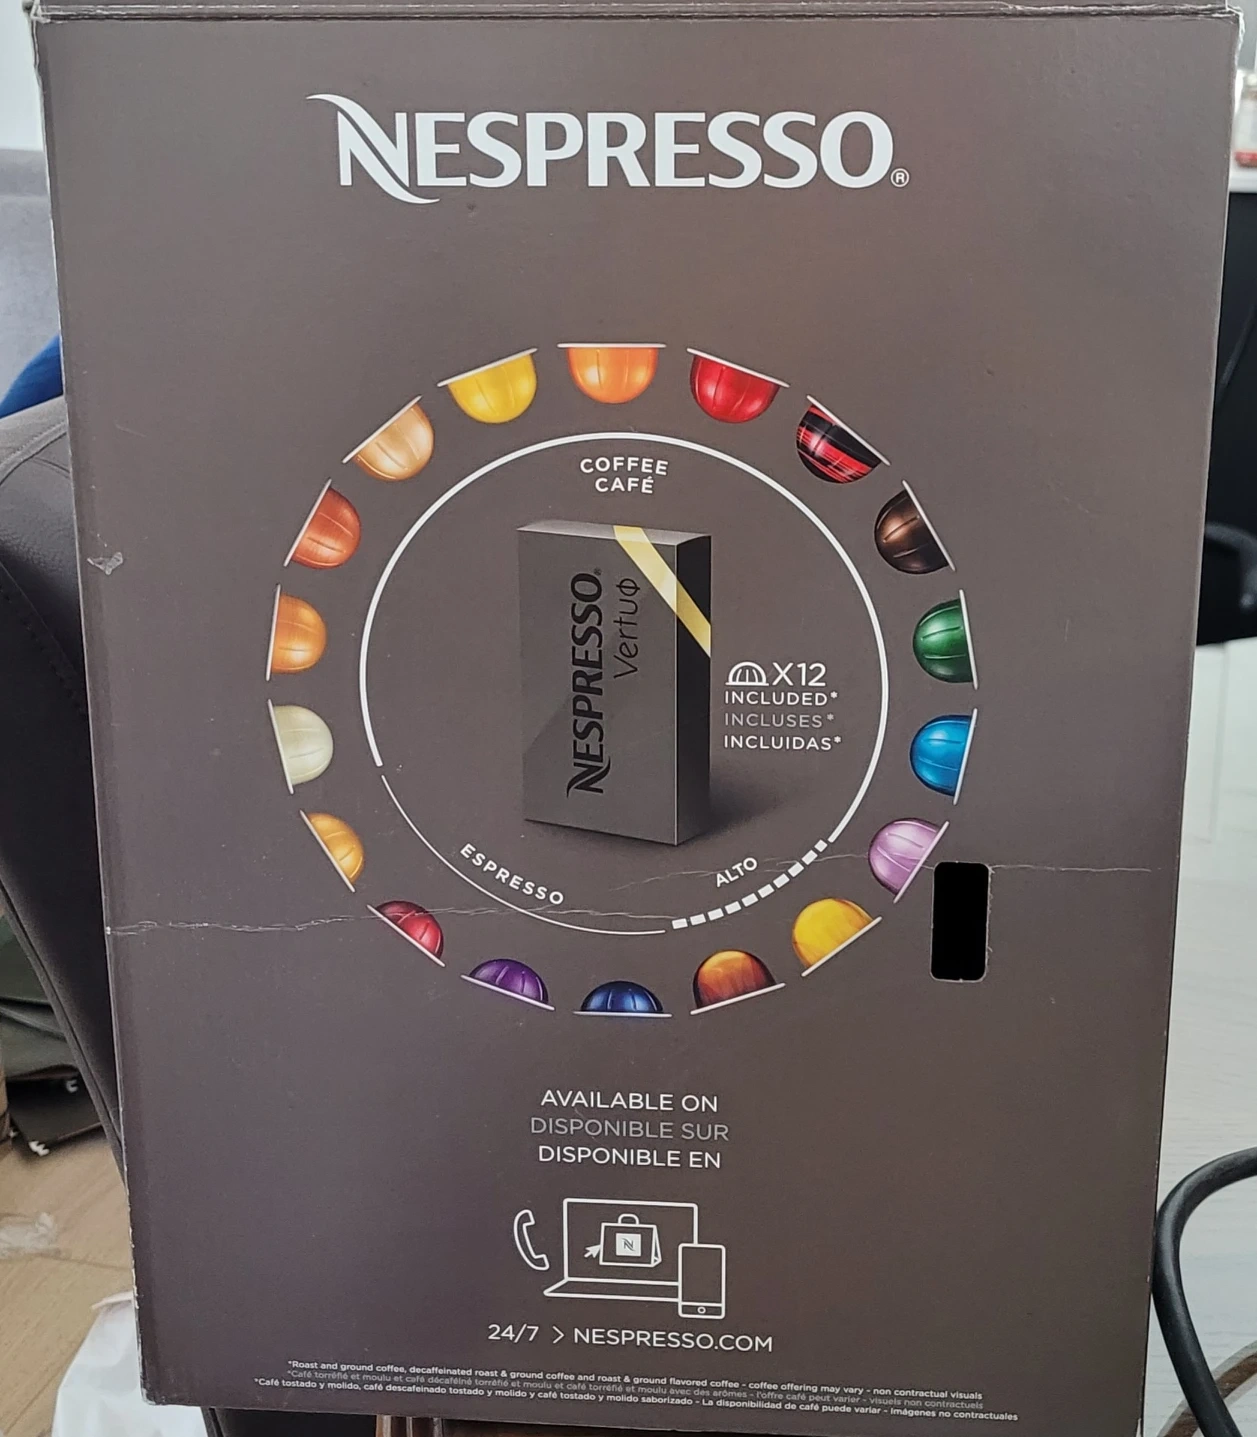 NESPRESSO®
COFFEE
CAFÉ
NESPRESSO®
Vertuo
X12
INCLUDED*
INCLUSES*
INCLUIDAS*
ESPRESSO
ALTO
AVAILABLE ON
DISPONIBLE SUR
DISPONIBLE EN
N
24/7 > NESPRESSO.COM
*Roast and ground coffee, decaffeinated roast & ground coffee and roast & ground flavored coffee - coffee offering may vary - non contractual visuals
*Café torréfié et moulu et café décaféiné torréfié et moulu et café torréfié et moulu avec des arômes - l'offre café peut varier - visuels non contractuels
*Café tostado y molido, café descafeinado tostado y molido y café tostado y molido saborizado - La disponibilidad de café puede variar - Imágenes no contractuales